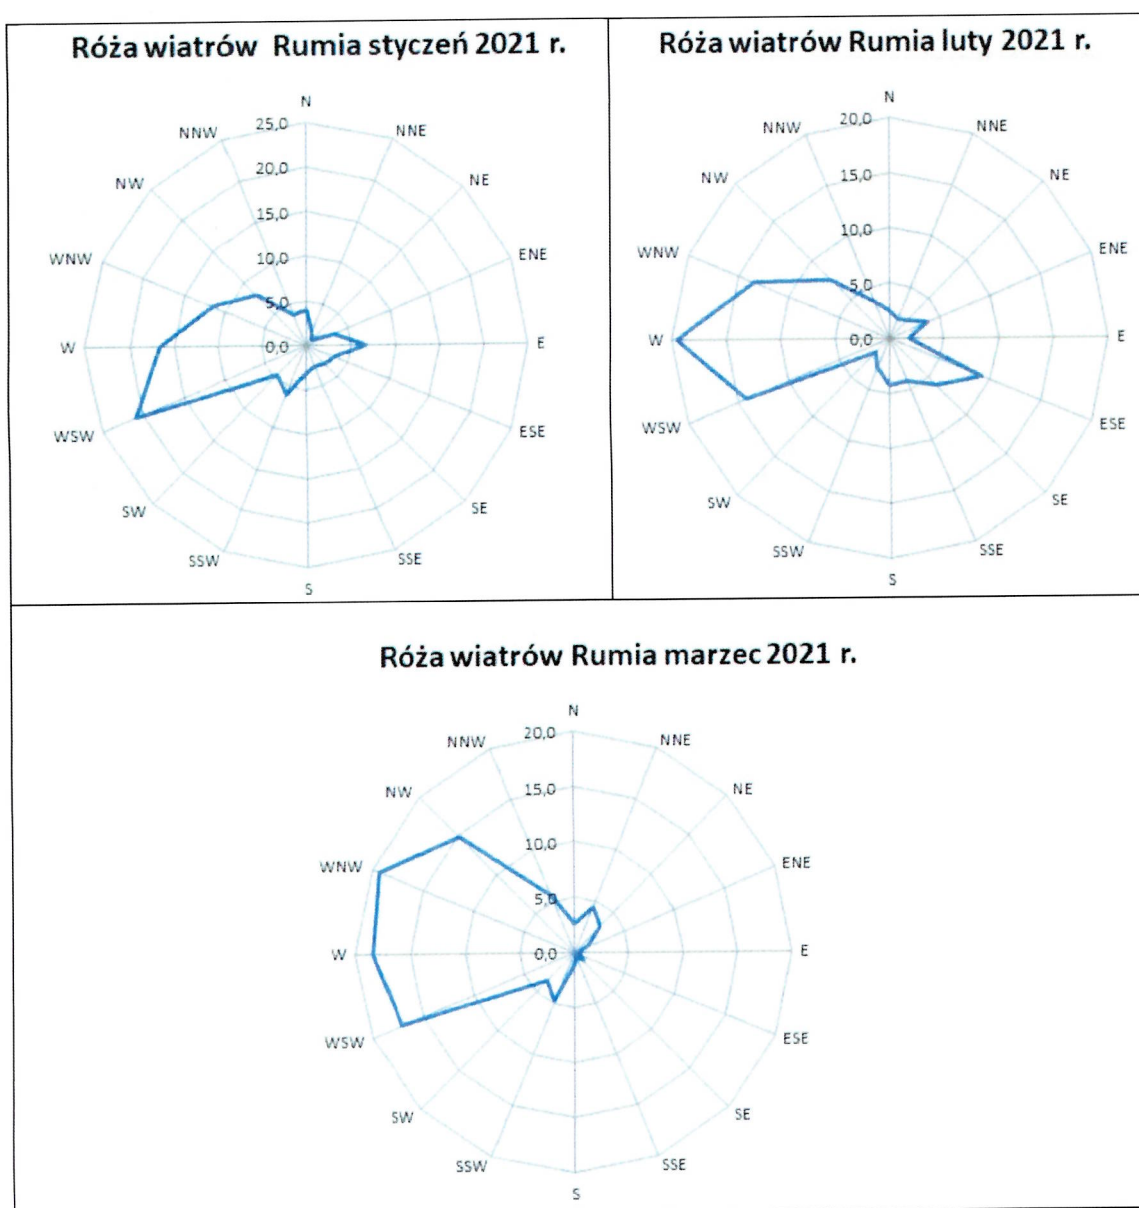 Róża wiatrów Rumia styczeń 2021 r.
N
NNE
NE
ENE
E
ESE
SE
SSE
S
SSW
SW
WSW
W
WNW
NW
NNW
25,0
20,0
15,0
10,0
5,0
0,0
Róża wiatrów Rumia luty 2021 r.
N
NNE
NE
ENE
E
ESE
SE
SSE
S
SSW
SW
WSW
W
WNW
NW
NNW
20,0
15,0
10,0
5,0
0,0
Róża wiatrów Rumia marzec 2021 r.
N
NNE
NE
ENE
E
ESE
SE
SSE
S
SSW
SW
WSW
W
WNW
NW
NNW
20,0
15,0
10,0
5,0
0,0